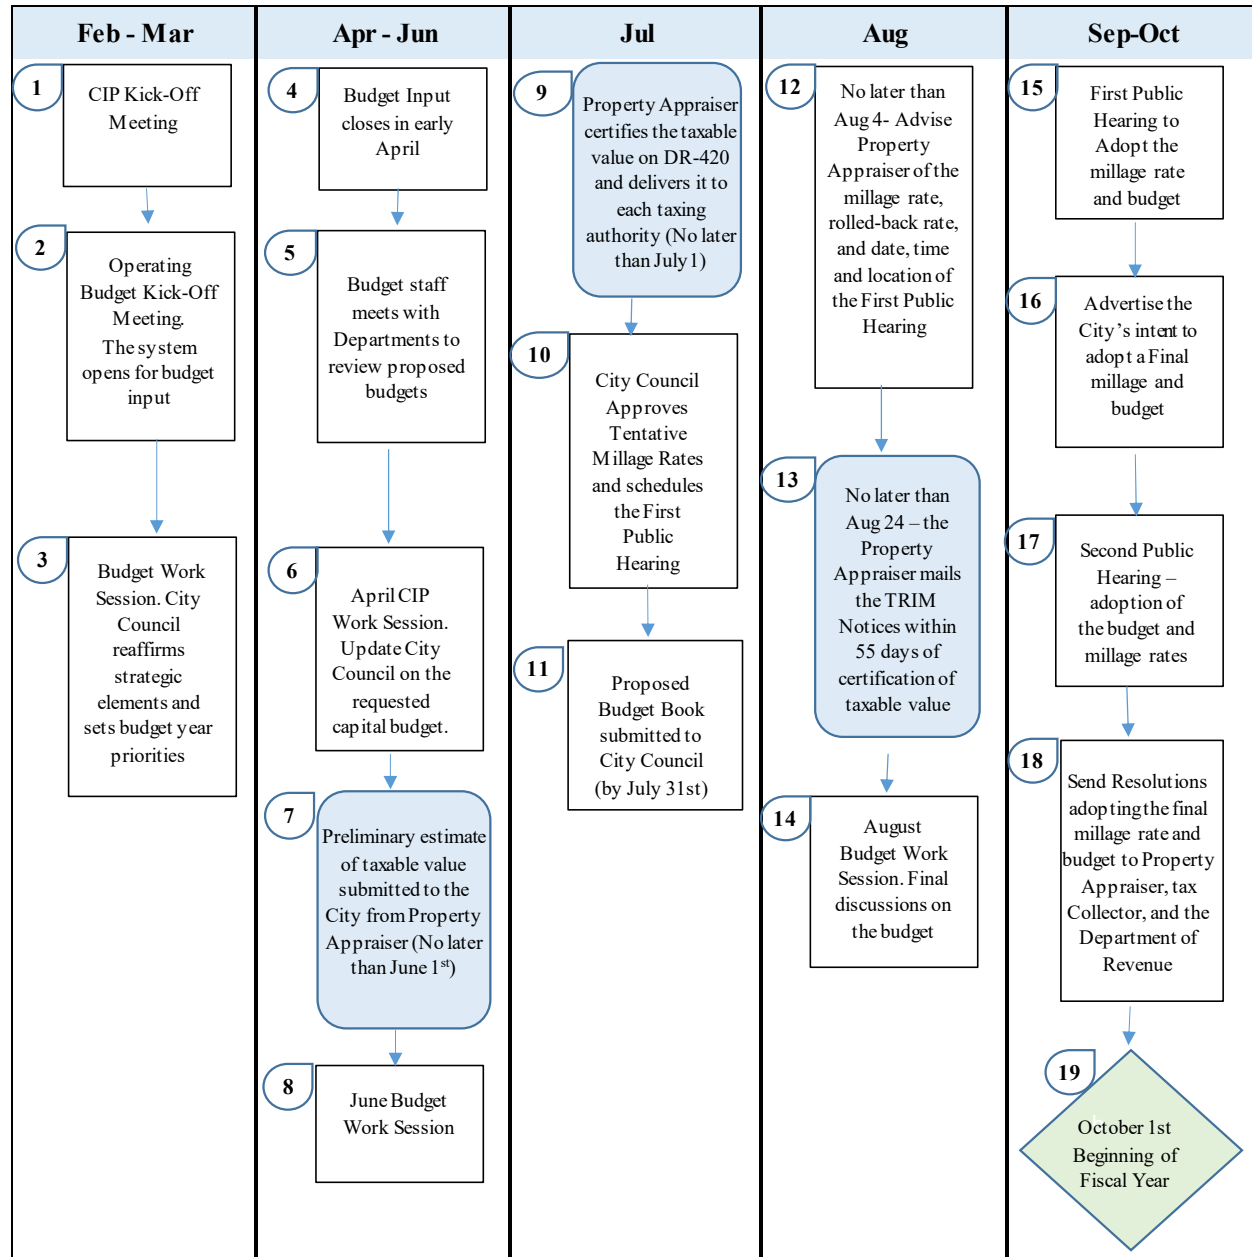 Feb - Mar
1
CIP Kick-Off
Meeting
2
Operating
Budget Kick-Off
Meeting.
The system
opens for budget
input
3
Budget Work
Session. City
Council
reaffirms
strategic
elements and
sets budget year
priorities
Apr - Jun
4
Budget Input
closes in early
April
5
Budget staff
meets with
Departments to
review proposed
budgets
6
April CIP
Work Session.
Update City
Council on the
requested
capital budget.
7
Preliminary estimate
of taxable value
submitted to the
City from Property
Appraiser (No later
than June 1st)
8
June Budget
Work Session
Jul
9
Property Appraiser
certifies the taxable
value on DR-420
and delivers it to
each taxing
authority (No later
than July 1)
10
City Council
Approves
Tentative
Millage Rates
and schedules
the First
Public
Hearing
11
Proposed
Budget Book
submitted to
City Council
(by July 31st)
Aug
12
No later than
Aug 4- Advise
Property
Appraiser of the
millage rate,
rolled-back rate,
and date, time
and location of
the First Public
Hearing
13
No later than
Aug 24 – the
Property
Appraiser mails
the TRIM
Notices within
55 days of
certification of
taxable value
14
August
Budget Work
Session. Final
discussions on
the budget
Sep-Oct
15
First Public
Hearing to
Adopt the
millage rate
and budget
16
Advertise the
City’s intent to
adopt a Final
millage and
budget
17
Second Public
Hearing –
adoption of
the budget and
millage rates
18
Send Resolutions
adopting the final
millage rate and
budget to Property
Appraiser, tax
Collector, and the
Department of
Revenue
19
October 1st
Beginning of
Fiscal Year